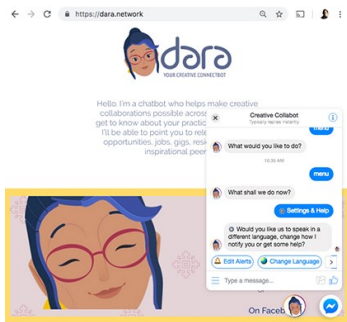 https://dara.network
dara
YOUR CREATIVE CONNECTBOT
Hello. I'm a chatbot who helps make creative
collaborations possible across
get to know about your practic
I'll be able to point you to rele
opportunities, jobs, gigs, resi
inspirational peer
Creative Collabot
Typically replies instantly
menu
What would you like to do?
10:35 AM
menu
What shall we do now?
Settings & Help
Would you like us to speak in a
different language, change how I
notify you or get some help?
Edit Alerts
Change Language
Type a message...
On Faceb